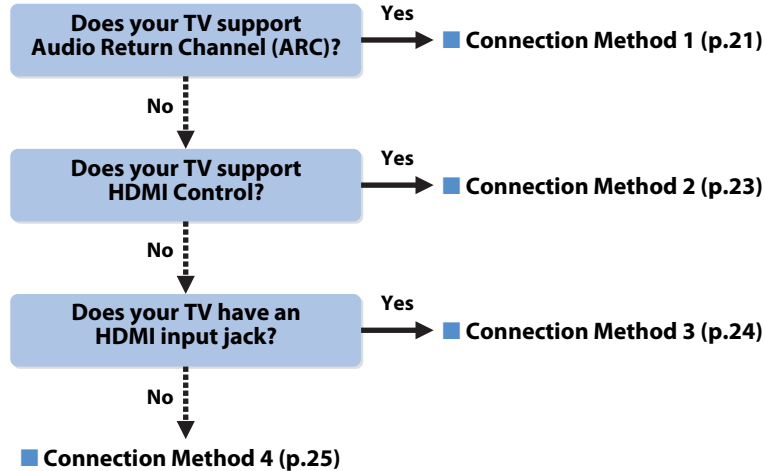 Does your TV support
Audio Return Channel (ARC)?
Yes
Connection Method 1 (p.21)
No
Does your TV support
HDMI Control?
Yes
Connection Method 2 (p.23)
No
Does your TV have an
HDMI input jack?
Yes
Connection Method 3 (p.24)
No
Connection Method 4 (p.25)